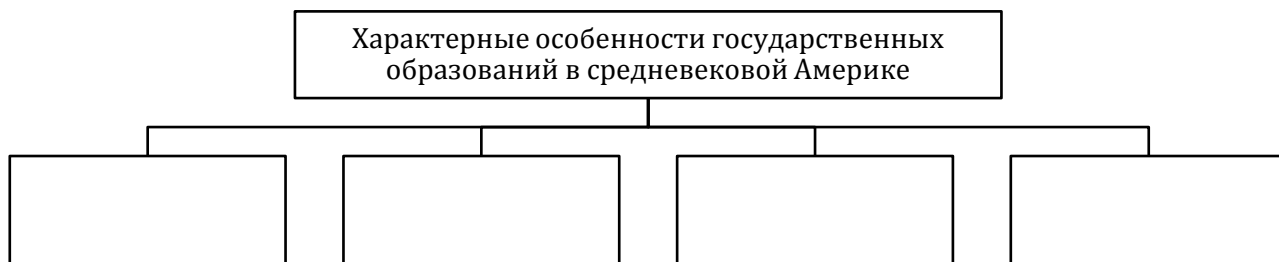 Характерные особенности государственных
образований в средневековой Америке